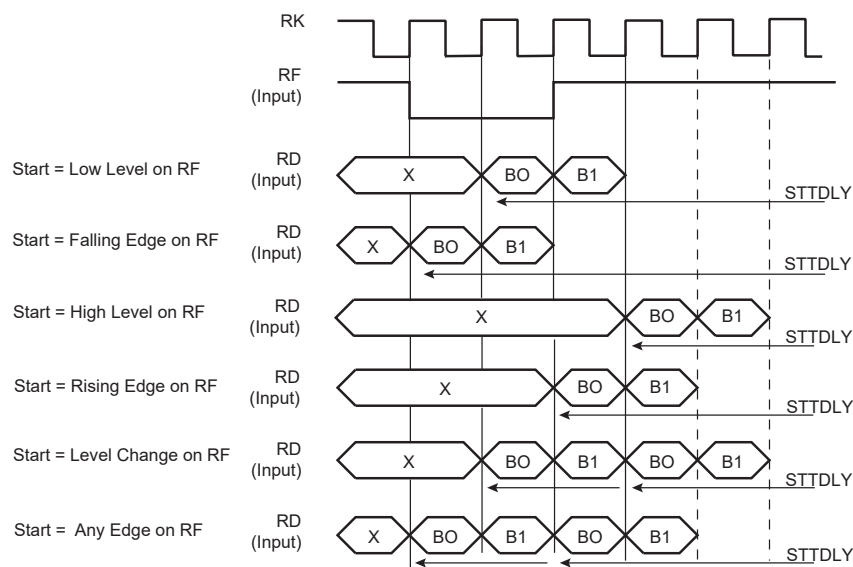 RK
RF
(Input)
Start = Low Level on RF
RD
(Input)
X
BO
B1
STTDLY
Start = Falling Edge on RF
RD
(Input)
X
BO
B1
STTDLY
Start = High Level on RF
RD
(Input)
X
BO
B1
STTDLY
Start = Rising Edge on RF
RD
(Input)
X
BO
B1
STTDLY
Start = Level Change on RF
RD
(Input)
X
BO
B1
BO
B1
STTDLY
Start = Any Edge on RF
RD
(Input)
X
BO
B1
BO
B1
STTDLY